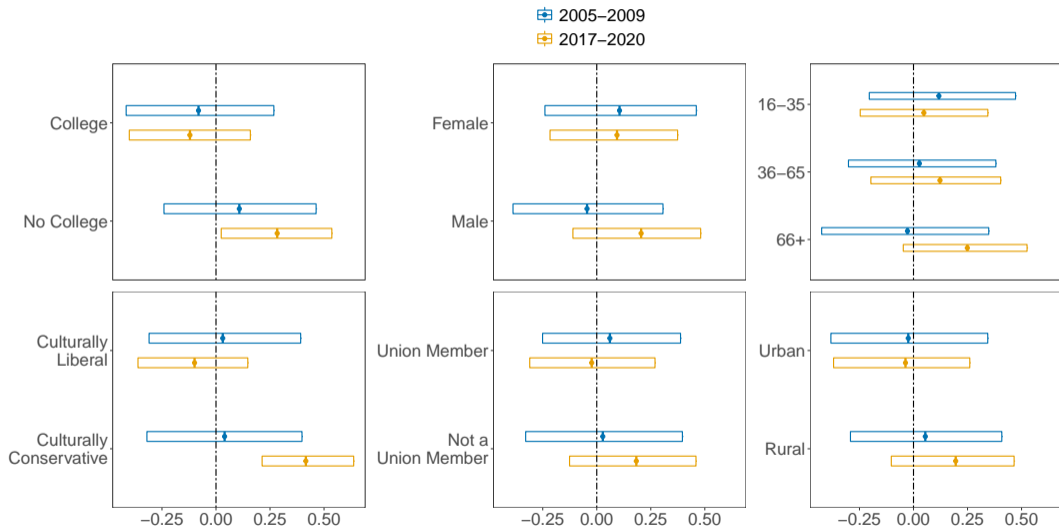 2005−2009
2017−2020
College
No College
Female
Male
16−35
36−65
66+
Culturally
Liberal
Culturally
Conservative
Union Member
Not a
Union Member
Urban
Rural
−0.25 0.00 0.25 0.50
−0.25 0.00 0.25 0.50
−0.25 0.00 0.25 0.50